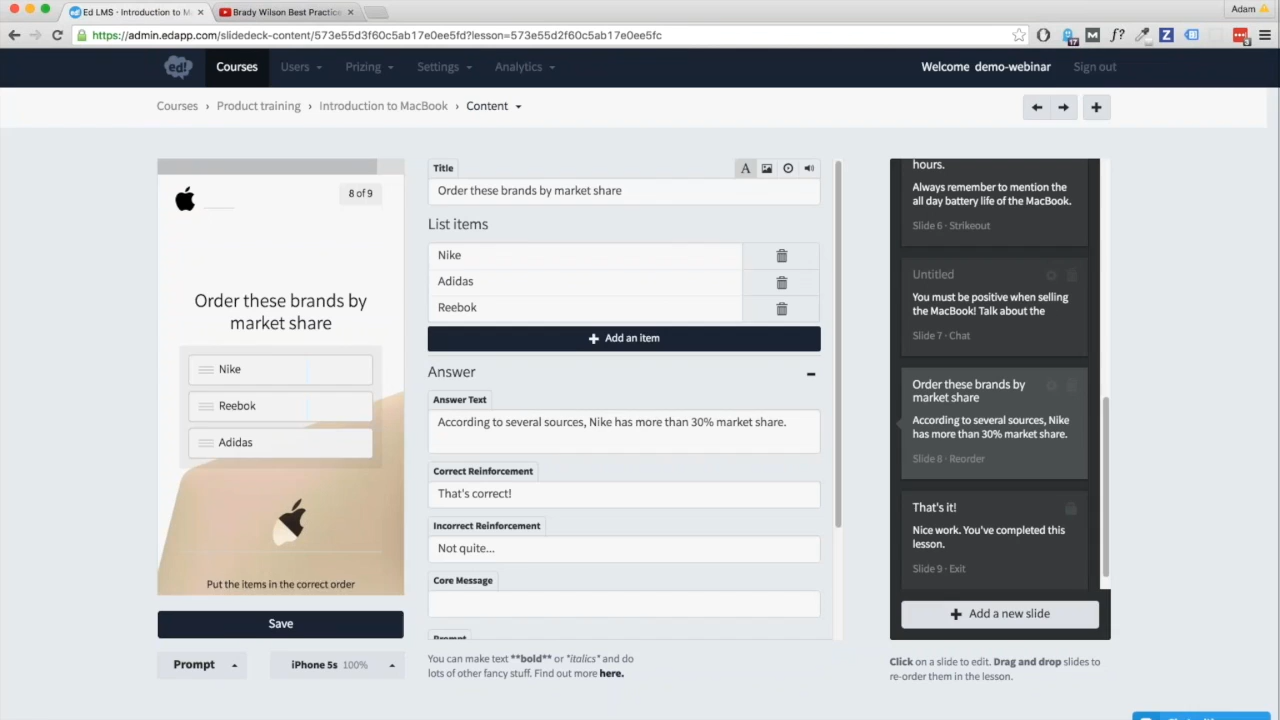 Ed LMS - Introduction to M
Brady Wilson Best Practice
Adam
https://admin.edapp.com/slidedeck-content/573e55d3f60c5ab17e0ee5fd?lesson=573e55d2f60c5ab17e0ee5fc
ed!
Courses
Users
Prizing
Settings
Analytics
Welcome demo-webinar
Sign out
Courses › Product training › Introduction to MacBook › Content
8 of 9
Order these brands by
market share
Nike
Reebok
Adidas
Put the items in the correct order
Save
Prompt
iPhone 5s 100%
Title
Order these brands by market share
List items
Nike
Adidas
Reebok
Add an item
Answer
Answer Text
According to several sources, Nike has more than 30% market share.
Correct Reinforcement
That's correct!
Incorrect Reinforcement
Not quite...
Core Message
Prompt
You can make text **bold** or *italics* and do
lots of other fancy stuff. Find out more here.
hours.
Always remember to mention the
all day battery life of the MacBook.
Slide 6 · Strikeout
Untitled
You must be positive when selling
the MacBook! Talk about the
Slide 7 · Chat
Order these brands by
market share
According to several sources, Nike
has more than 30% market share.
Slide 8 · Reorder
That's it!
Nice work. You've completed this
lesson.
Slide 9 · Exit
Add a new slide
Click on a slide to edit. Drag and drop slides to
re-order them in the lesson.